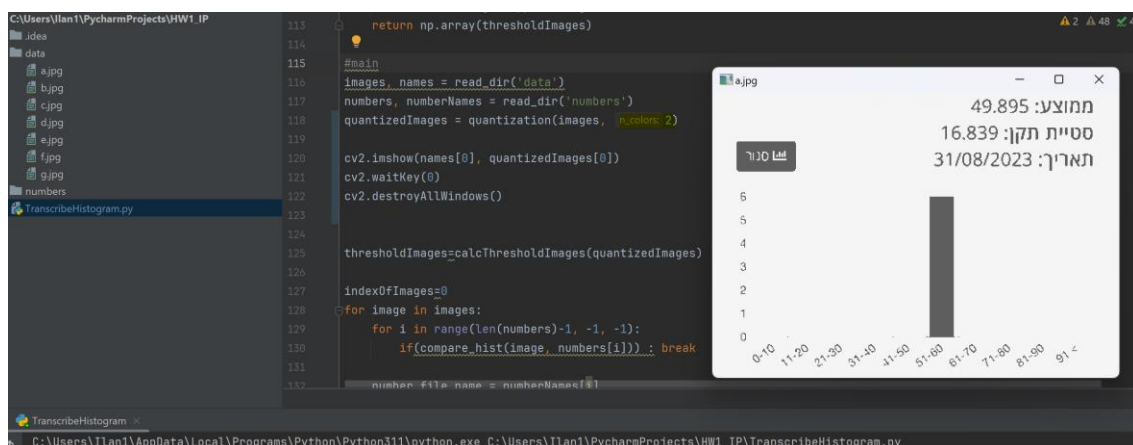 C:\Users\Ilan1\PycharmProjects\HW1_IP
.idea
data
a.jpg
b.jpg
c.jpg
d.jpg
e.jpg
f.jpg
g.jpg
numbers
TranscribeHistogram.py
113 return np.array(thresholdImages)
114
115 #main
116 images, names = read_dir('data')
117 numbers, numberNames = read_dir('numbers')
118 quantizedImages = quantization(images, n_colors: 2)
119
120 cv2.imshow(names[0], quantizedImages[0])
121 cv2.waitKey(0)
122 cv2.destroyAllWindows()
123
124
125 thresholdImages=calcThresholdImages(quantizedImages)
126
127 indexOfImages=0
128 for image in images:
129 for i in range(len(numbers)-1, -1, -1):
130 if(compare_hist(image, numbers[i])) : break
131
132 number_file_name = numberNames[i]
2 48
a.jpg
ממוצע: 49.895
סטיית תקן: 16.839
תאריך: 31/08/2023
סגור
6
5
4
3
2
1
0
0-10 11-20 21-30 31-40 41-50 51-60 61-70 71-80 81-90 91 <
TranscribeHistogram
C:\Users\Ilan1\AppData\Local\Programs\Python\Python311\python.exe C:\Users\Ilan1\PycharmProjects\HW1_IP\TranscribeHistogram.py